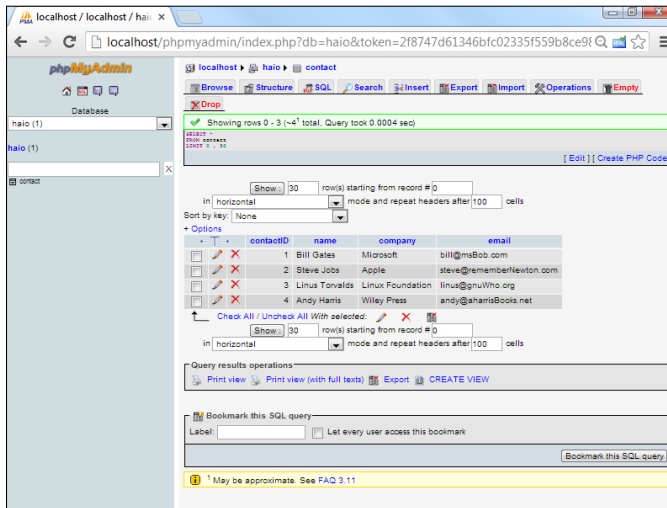 localhost / localhost / haio
localhost/phpmyadmin/index.php?db=haio&token=2f8747d61346bfc02335f559b8ce9
phpMyAdmin
Database
haio (1)
haio (1)
X
contact
localhost haio contact
Browse Structure SQL Search Insert Export Import Operations Empty
Drop
Showing rows 0 - 3 (~4¹ total, Query took 0.0004 sec)
SELECT *
FROM contact
LIMIT 0 , 30
[ Edit ] [ Create PHP Code
Show : 30 row(s) starting from record # 0
in horizontal mode and repeat headers after 100 cells
Sort by key: None
+ Options
← T → contactID name company email
1 Bill Gates Microsoft bill@msBob.com
2 Steve Jobs Apple steve@rememberNewton.com
3 Linus Torvalds Linux Foundation linus@gnuWho.org
4 Andy Harris Wiley Press andy@aharrisBooks.net
Check All / Uncheck All With selected:
Show : 30 row(s) starting from record # 0
in horizontal mode and repeat headers after 100 cells
Query results operations
Print view Print view (with full texts) Export CREATE VIEW
Bookmark this SQL query
Label: Let every user access this bookmark
Bookmark this SQL query
¹ May be approximate. See FAQ 3.11